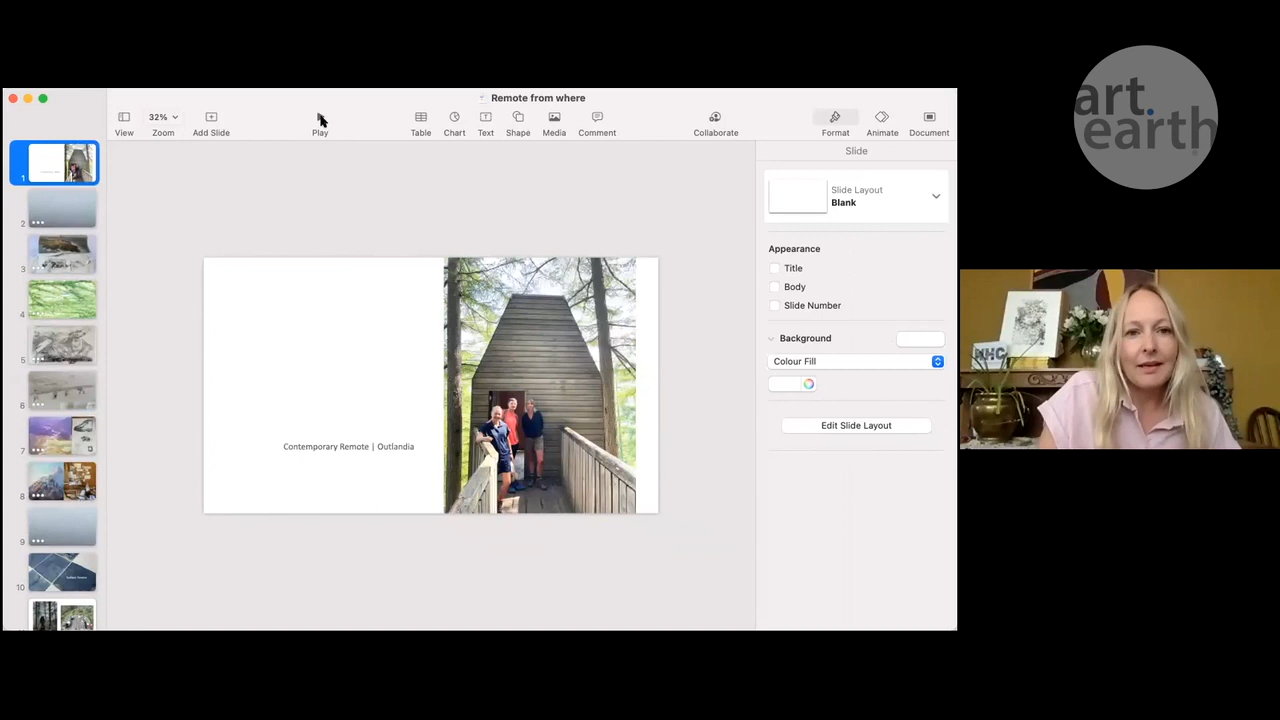 Remote from where
32%
View
Zoom
Add Slide
Play
Table
Chart
Text
Shape
Media
Comment
Collaborate
Format
Animate
Document
Slide
Slide Layout
Blank
Appearance
Title
Body
Slide Number
Background
Colour Fill
Edit Slide Layout
1
2
3
4
5
6
7
8
9
10
Contemporary Remote | Outlandia
art.
earth
NHC